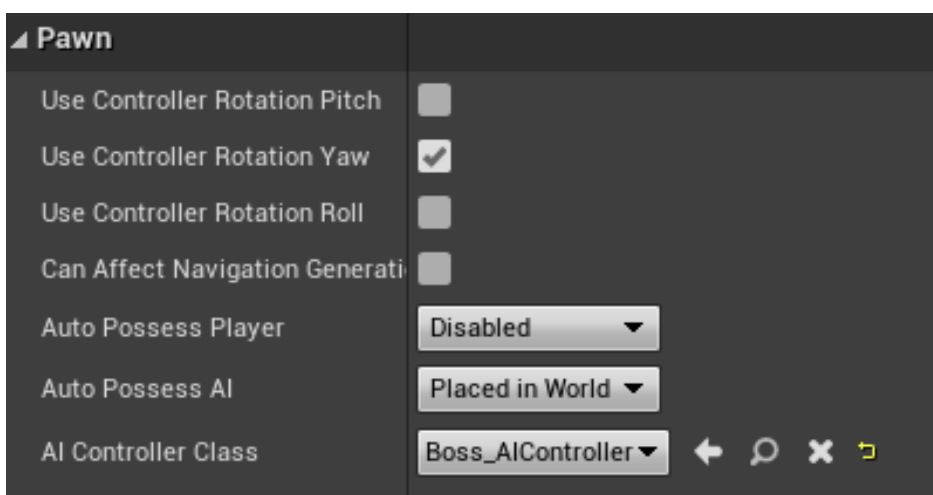 Pawn
Use Controller Rotation Pitch
Use Controller Rotation Yaw
Use Controller Rotation Roll
Can Affect Navigation Generati
Auto Possess Player Disabled
Auto Possess AI Placed in World
AI Controller Class Boss_AIController